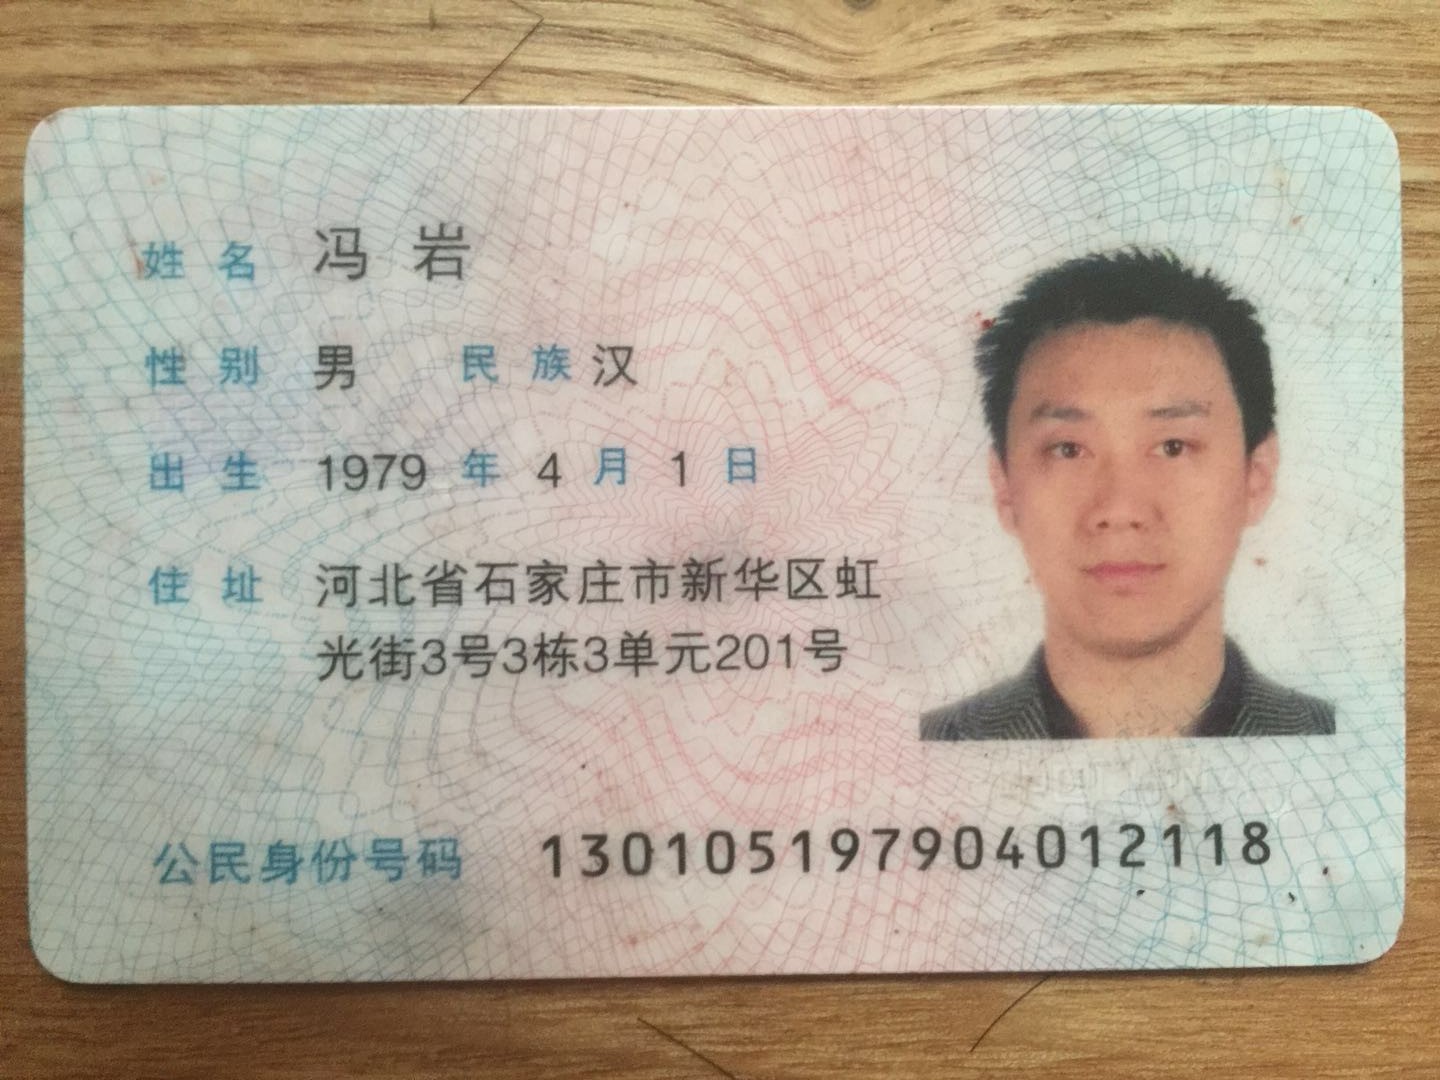 姓名 冯岩
性别 男 民族 汉
出生 1979 年 4 月 1 日
住址 河北省石家庄市新华区虹
光街3号3栋3单元201号
公民身份号码 130105197904012118